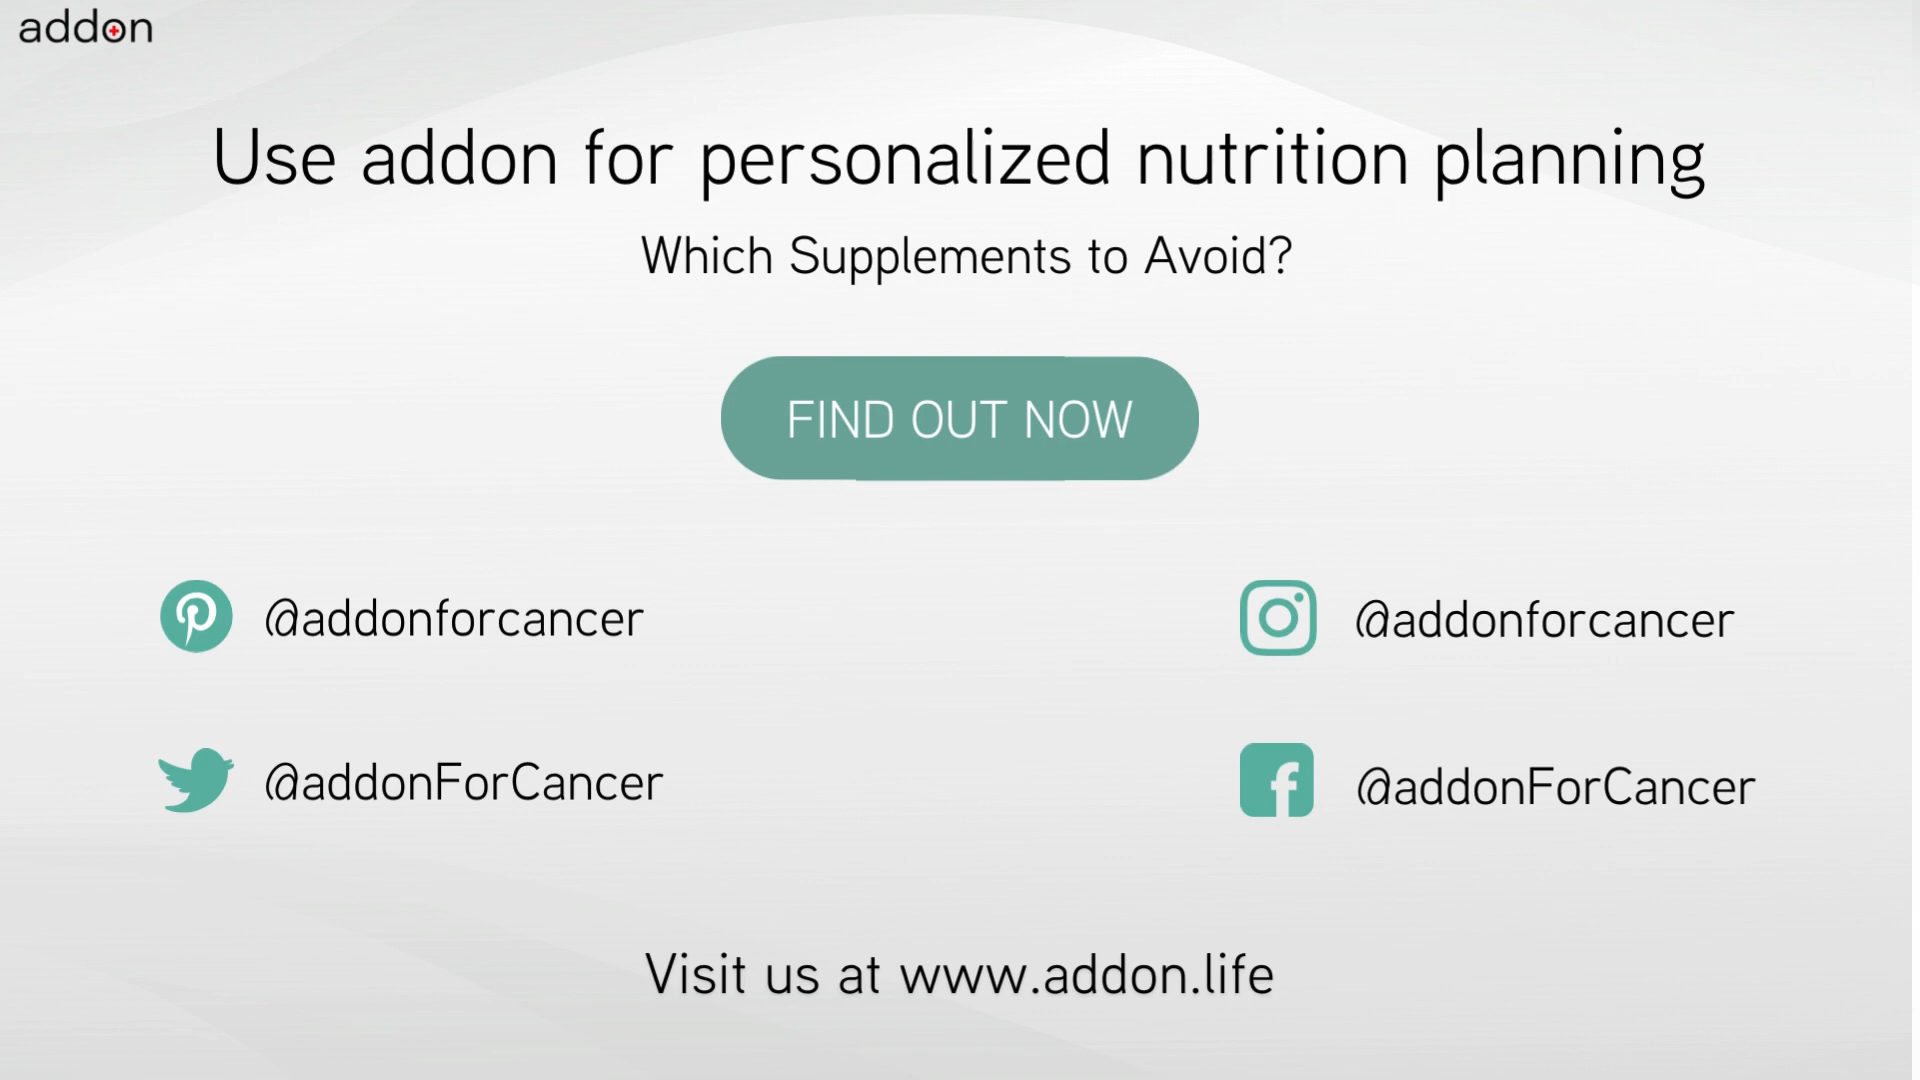 addon
Use addon for personalized nutrition planning
Which Supplements to Avoid?
FIND OUT NOW
@addonforcancer
@addonforcancer
@addonForCancer
@addonForCancer
Visit us at www.addon.life